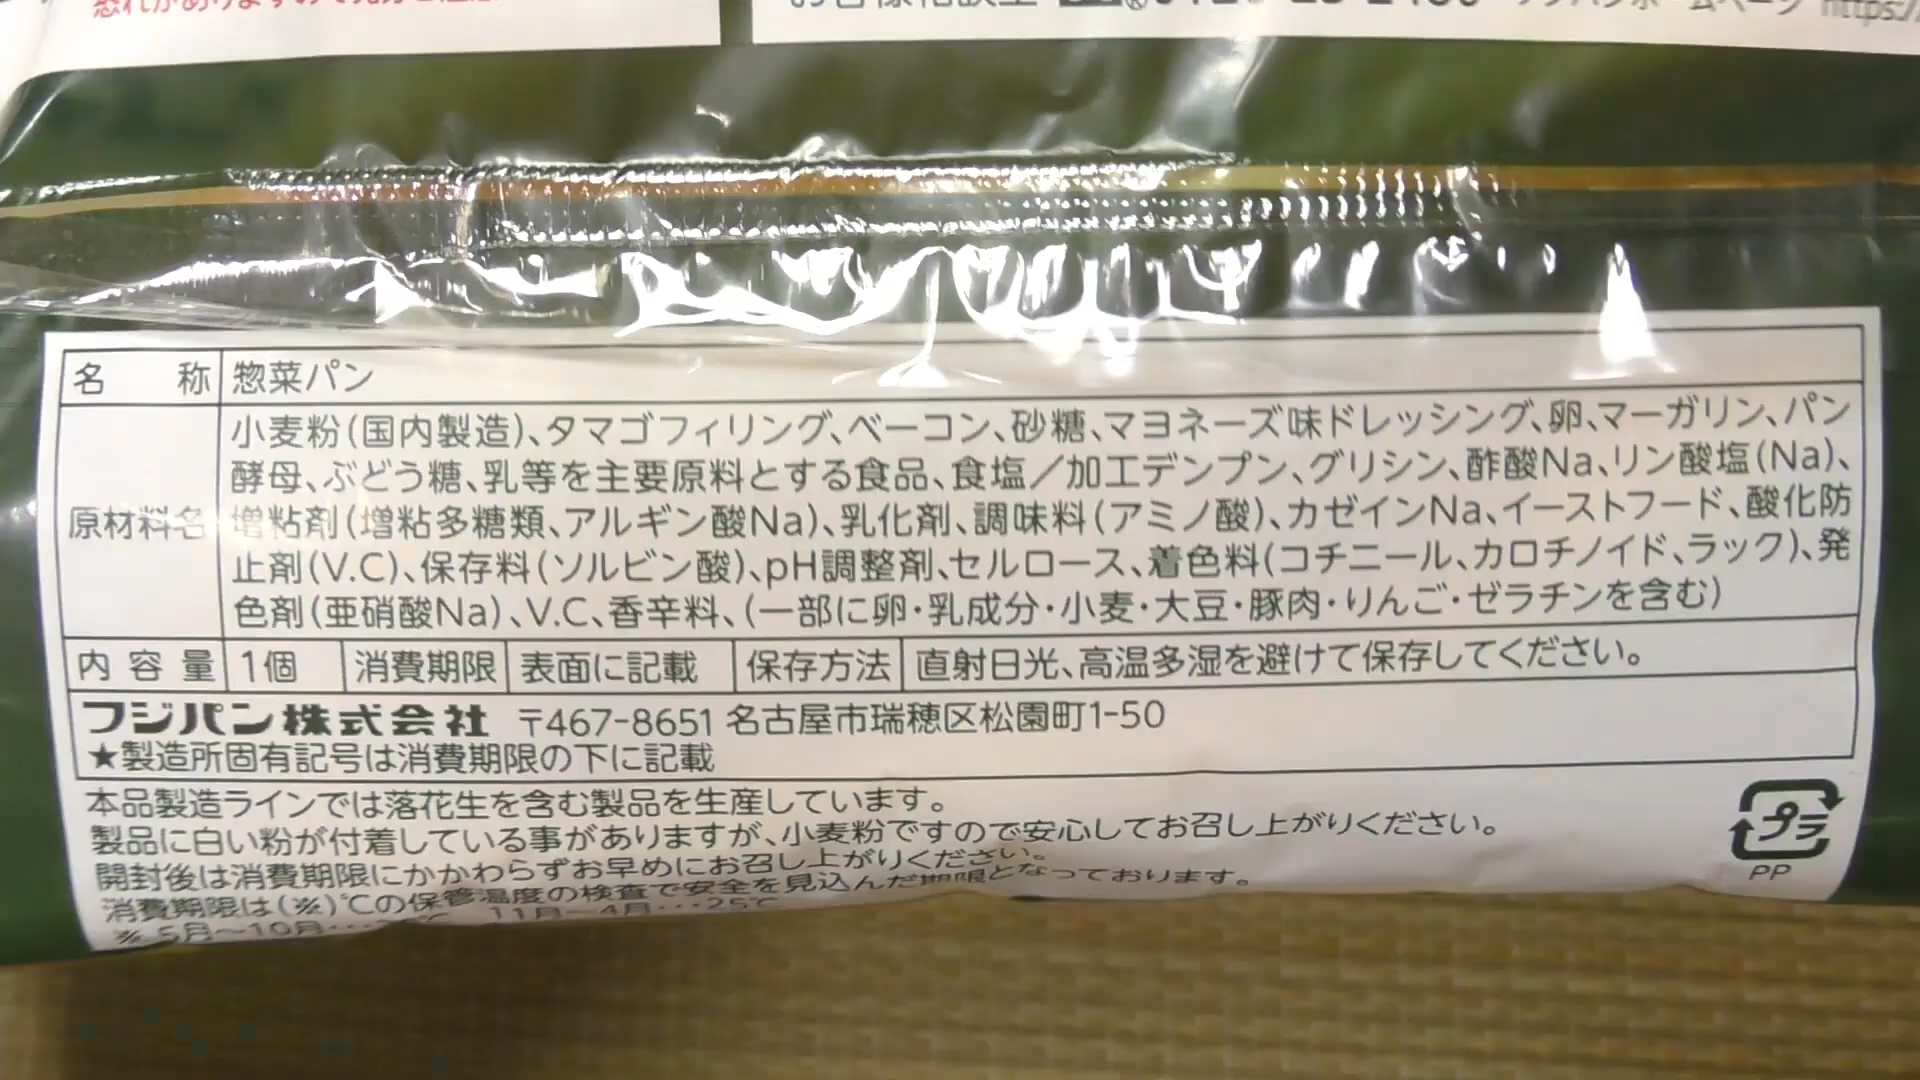 お客様相談室
名 称 惣菜パン
原材料名 小麦粉(国内製造)、タマゴフィリング、ベーコン、砂糖、マヨネーズ味ドレッシング、卵、マーガリン、パン
酵母、ぶどう糖、乳等を主要原料とする食品、食塩/加工デンプン、グリシン、酢酸Na、リン酸塩(Na)、
増粘剤(増粘多糖類、アルギン酸Na)、乳化剤、調味料(アミノ酸)、カゼインNa、イーストフード、酸化防
止剤(V.C)、保存料(ソルビン酸)、pH調整剤、セルロース、着色料(コチニール、カロチノイド、ラック)、発
色剤(亜硝酸Na)、V.C、香辛料、(一部に卵・乳成分・小麦・大豆・豚肉・りんご・ゼラチンを含む)
内容量 1個 消費期限 表面に記載 保存方法 直射日光、高温多湿を避けて保存してください。
フジパン株式会社 〒467-8651 名古屋市瑞穂区松園町1-50
★製造所固有記号は消費期限の下に記載
本品製造ラインでは落花生を含む製品を生産しています。
製品に白い粉が付着している事がありますが、小麦粉ですので安心してお召し上がりください。
開封後は消費期限にかかわらずお早めにお召し上がりください。
消費期限は(※)℃の保管温度の検査で安全を見込んだ期限となっております。
※ 5月〜10月… 11月〜4月…25℃
プラ
PP